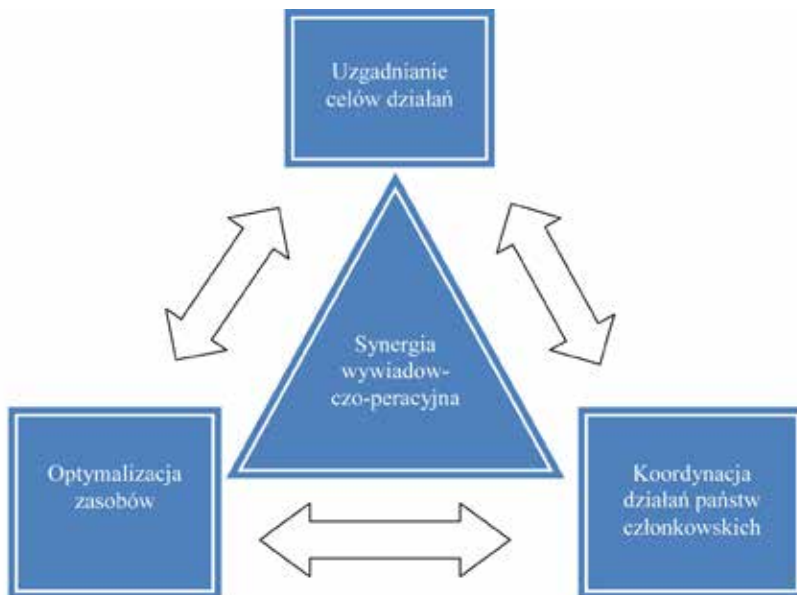 Uzgadnianie
celów działań
Synergia
wywiadow-
czo-peracyjna
Optymalizacja
zasobów
Koordynacja
działań państw
członkowskich